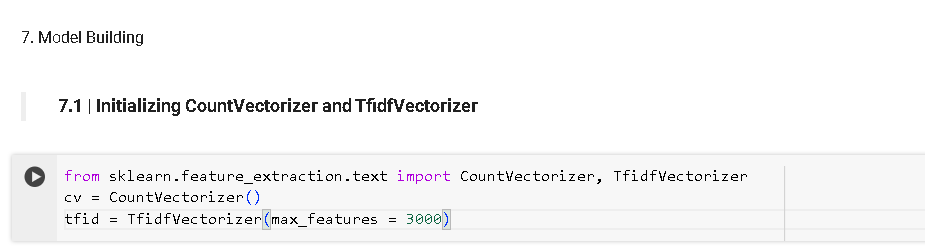 7. Model Building
7.1 | Initializing CountVectorizer and TfidfVectorizer
from sklearn.feature_extraction.text import CountVectorizer, TfidfVectorizer
cv = CountVectorizer()
tfid = TfidfVectorizer(max_features = 3000)